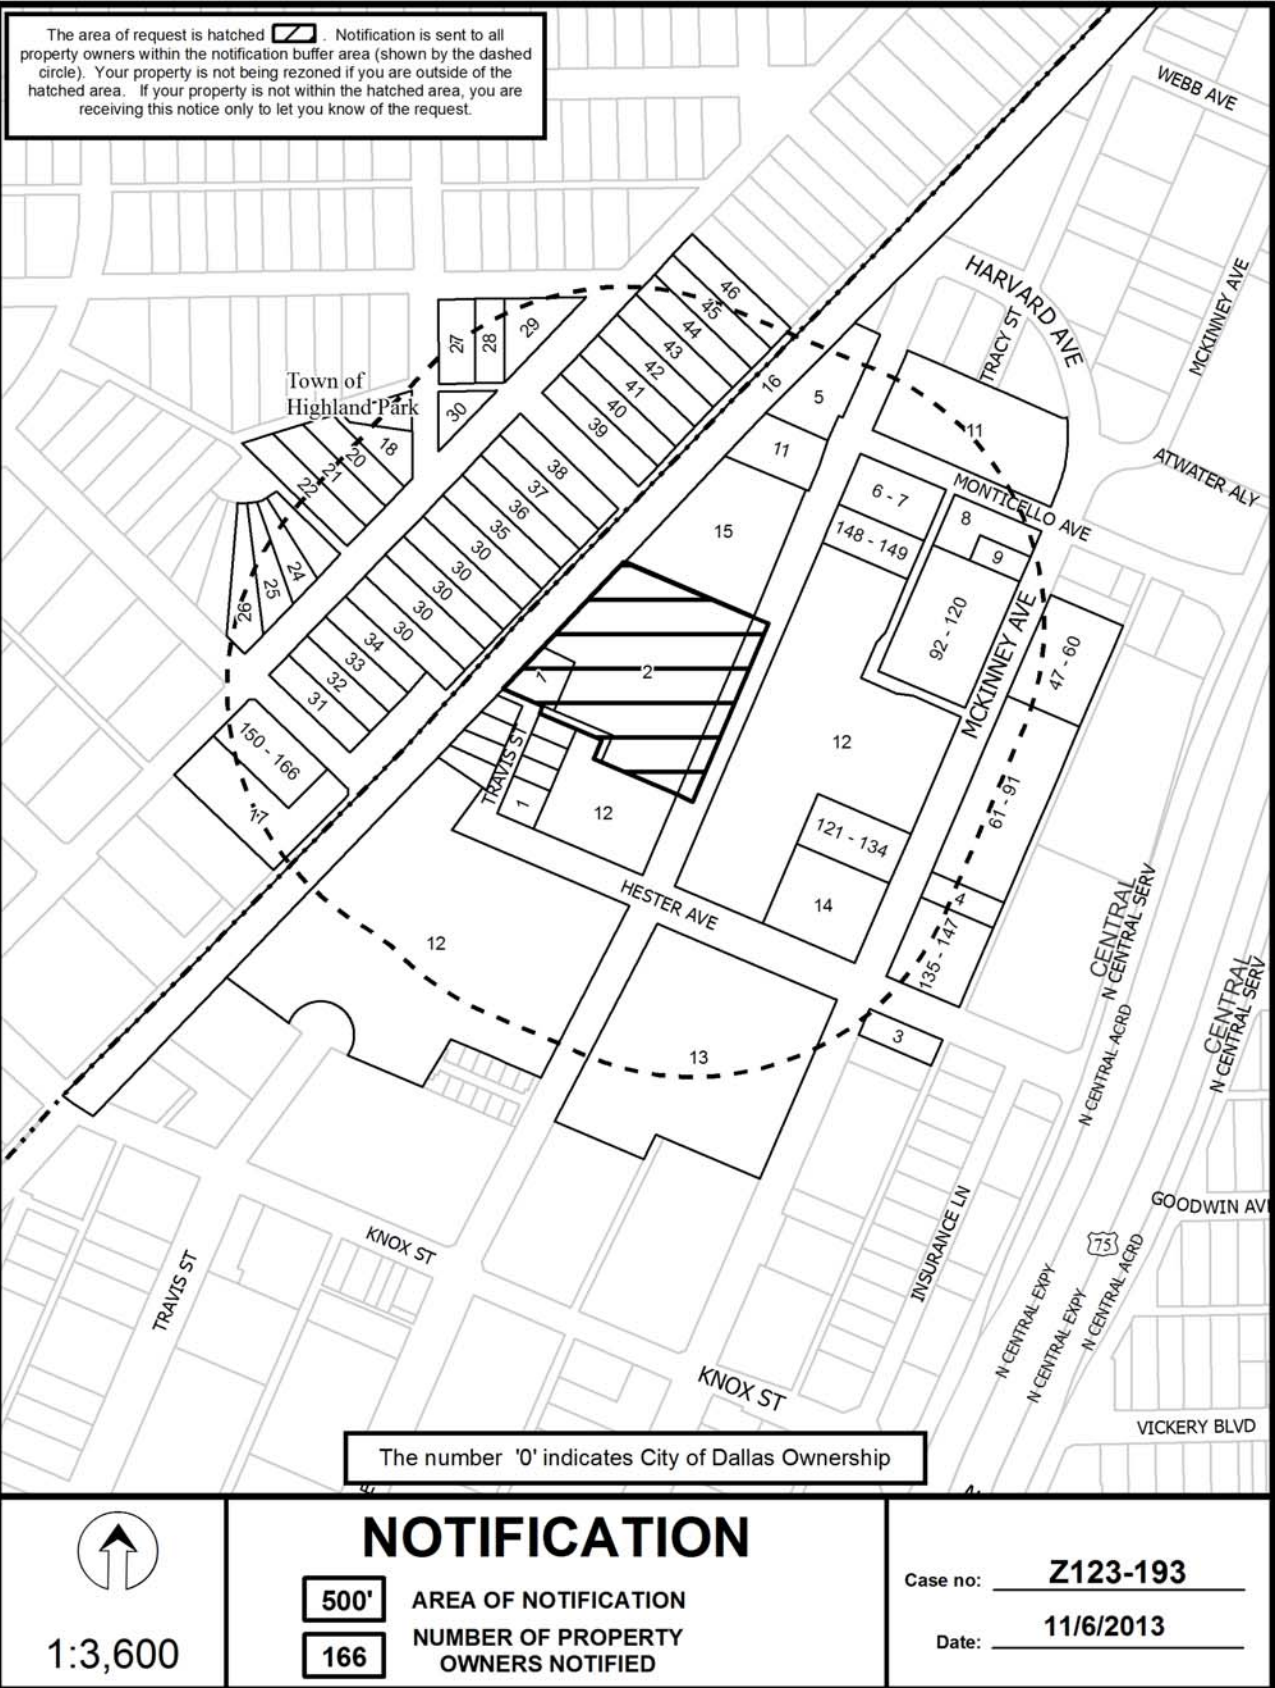 The area of request is hatched . Notification is sent to all
property owners within the notification buffer area (shown by the dashed
circle). Your property is not being rezoned if you are outside of the
hatched area. If your property is not within the hatched area, you are
receiving this notice only to let you know of the request.
WEBB AVE
HARVARD AVE
TRACY ST
MCKINNEY AVE
46
45
44
43
42
41
40
39
27
28
29
30
Town of
Highland Park
18
20
21
22
24
25
26
16
5
11
11
ATWATER ALY
MONTICELLO AVE
38
37
36
35
30
30
30
30
30
34
33
32
31
15
6 - 7
148 - 149
8
9
92 - 120
MCKINNEY AVE
47 - 60
2
1
12
61 - 91
150 - 166
17
TRAVIS ST
1
12
121 - 134
14
4
135 - 147
HESTER AVE
12
13
3
CENTRAL
N CENTRAL SERV
CENTRAL
N CENTRAL SERV
N CENTRAL ACRD
GOODWIN AV
75
KNOX ST
TRAVIS ST
INSURANCE LN
N CENTRAL EXPY
N CENTRAL EXPY
N CENTRAL ACRD
KNOX ST
VICKERY BLVD
The number '0' indicates City of Dallas Ownership
1:3,600
NOTIFICATION
500' AREA OF NOTIFICATION
166 NUMBER OF PROPERTY
OWNERS NOTIFIED
Case no: Z123-193
Date: 11/6/2013